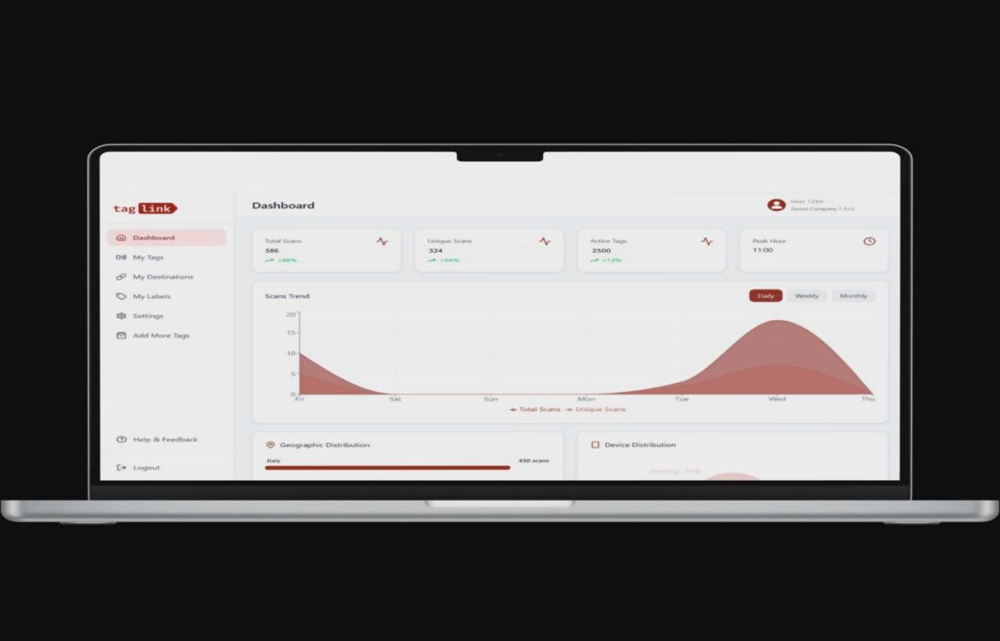 tag link
Dashboard
User 1234
Demo Company 1 S.r.l.
Dashboard
My Tags
My Destinations
My Labels
Settings
Add More Tags
Help & Feedback
Logout
Total Scans
586
+68%
Unique Scans
324
+54%
Active Tags
2500
+12%
Peak Hour
11:00
Scans Trend
Daily Weekly Monthly
20
15
10
5
0
Fri Sat Sun Mon Tue Wed Thu
Total Scans Unique Scans
Geographic Distribution
Italy 450 scans
Device Distribution
Desktop: 71%